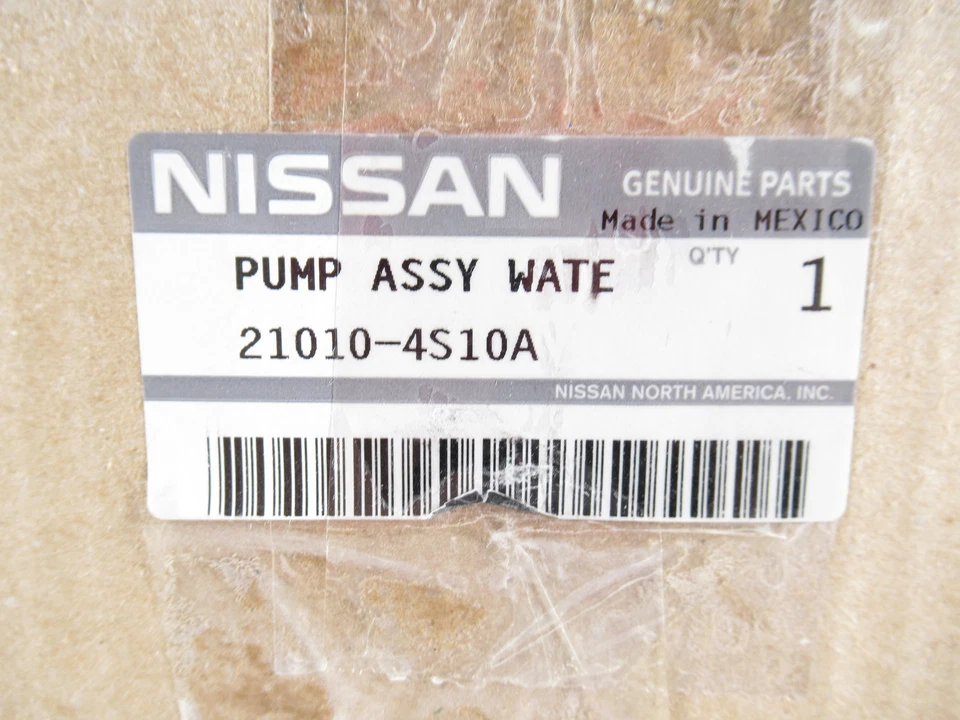 NISSAN GENUINE PARTS
Made in MEXICO
PUMP ASSY WATE Q'TY 1
21010-4S10A
NISSAN NORTH AMERICA. INC.